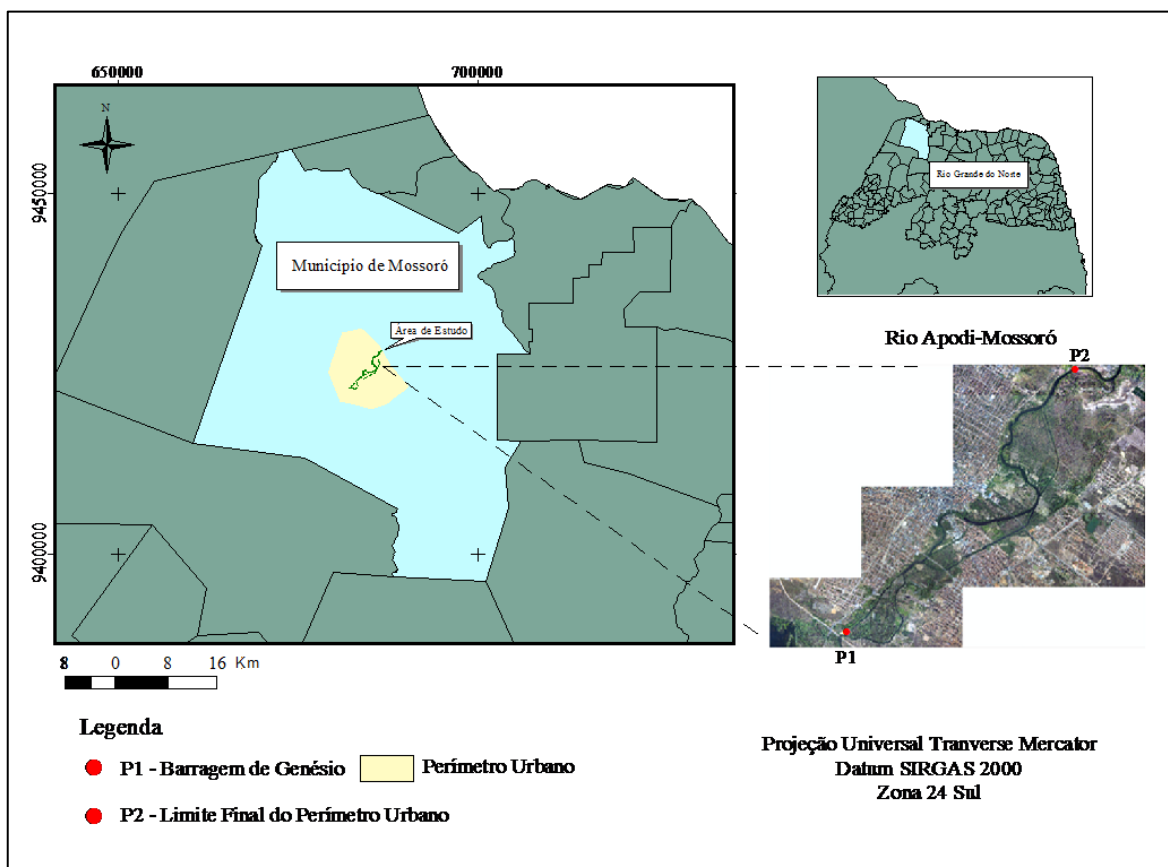 650000
700000
N
9450000
9400000
Município de Mossoró
Área de Estudo
Rio Grande do Norte
Rio Apodi-Mossoró
P2
P1
8 0 8 16 Km
Legenda
P1 - Barragem de Genésio
Perímetro Urbano
P2 - Limite Final do Perímetro Urbano
Projeção Universal Tranverse Mercator
Datum SIRGAS 2000
Zona 24 Sul